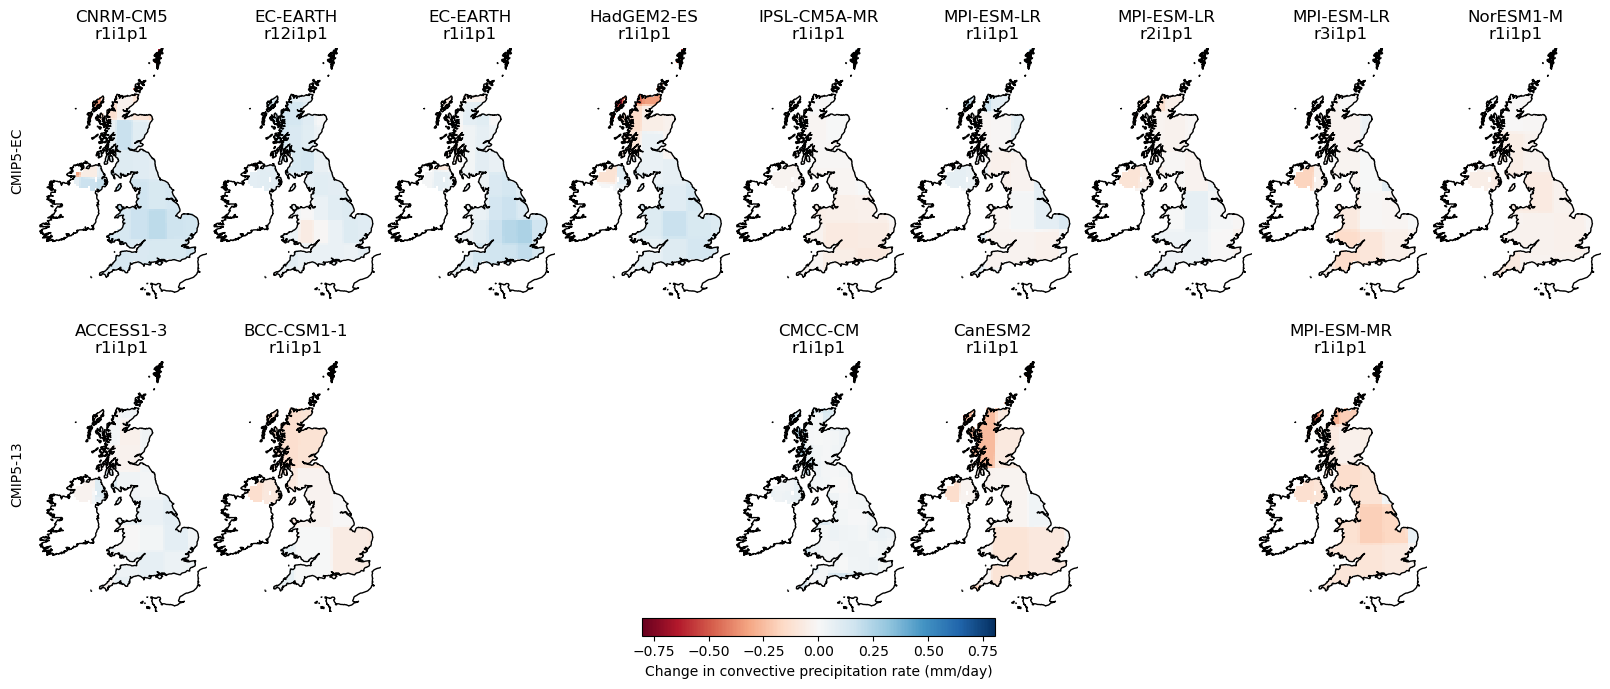 CNRM-CM5
r1i1p1
EC-EARTH
r12i1p1
EC-EARTH
r1i1p1
HadGEM2-ES
r1i1p1
IPSL-CM5A-MR
r1i1p1
MPI-ESM-LR
r1i1p1
MPI-ESM-LR
r2i1p1
MPI-ESM-LR
r3i1p1
NorESM1-M
r1i1p1
CMIP5-EC
ACCESS1-3
r1i1p1
BCC-CSM1-1
r1i1p1
CMCC-CM
r1i1p1
CanESM2
r1i1p1
MPI-ESM-MR
r1i1p1
CMIP5-13
−0.75 −0.50 −0.25 0.00 0.25 0.50 0.75
Change in convective precipitation rate (mm/day)